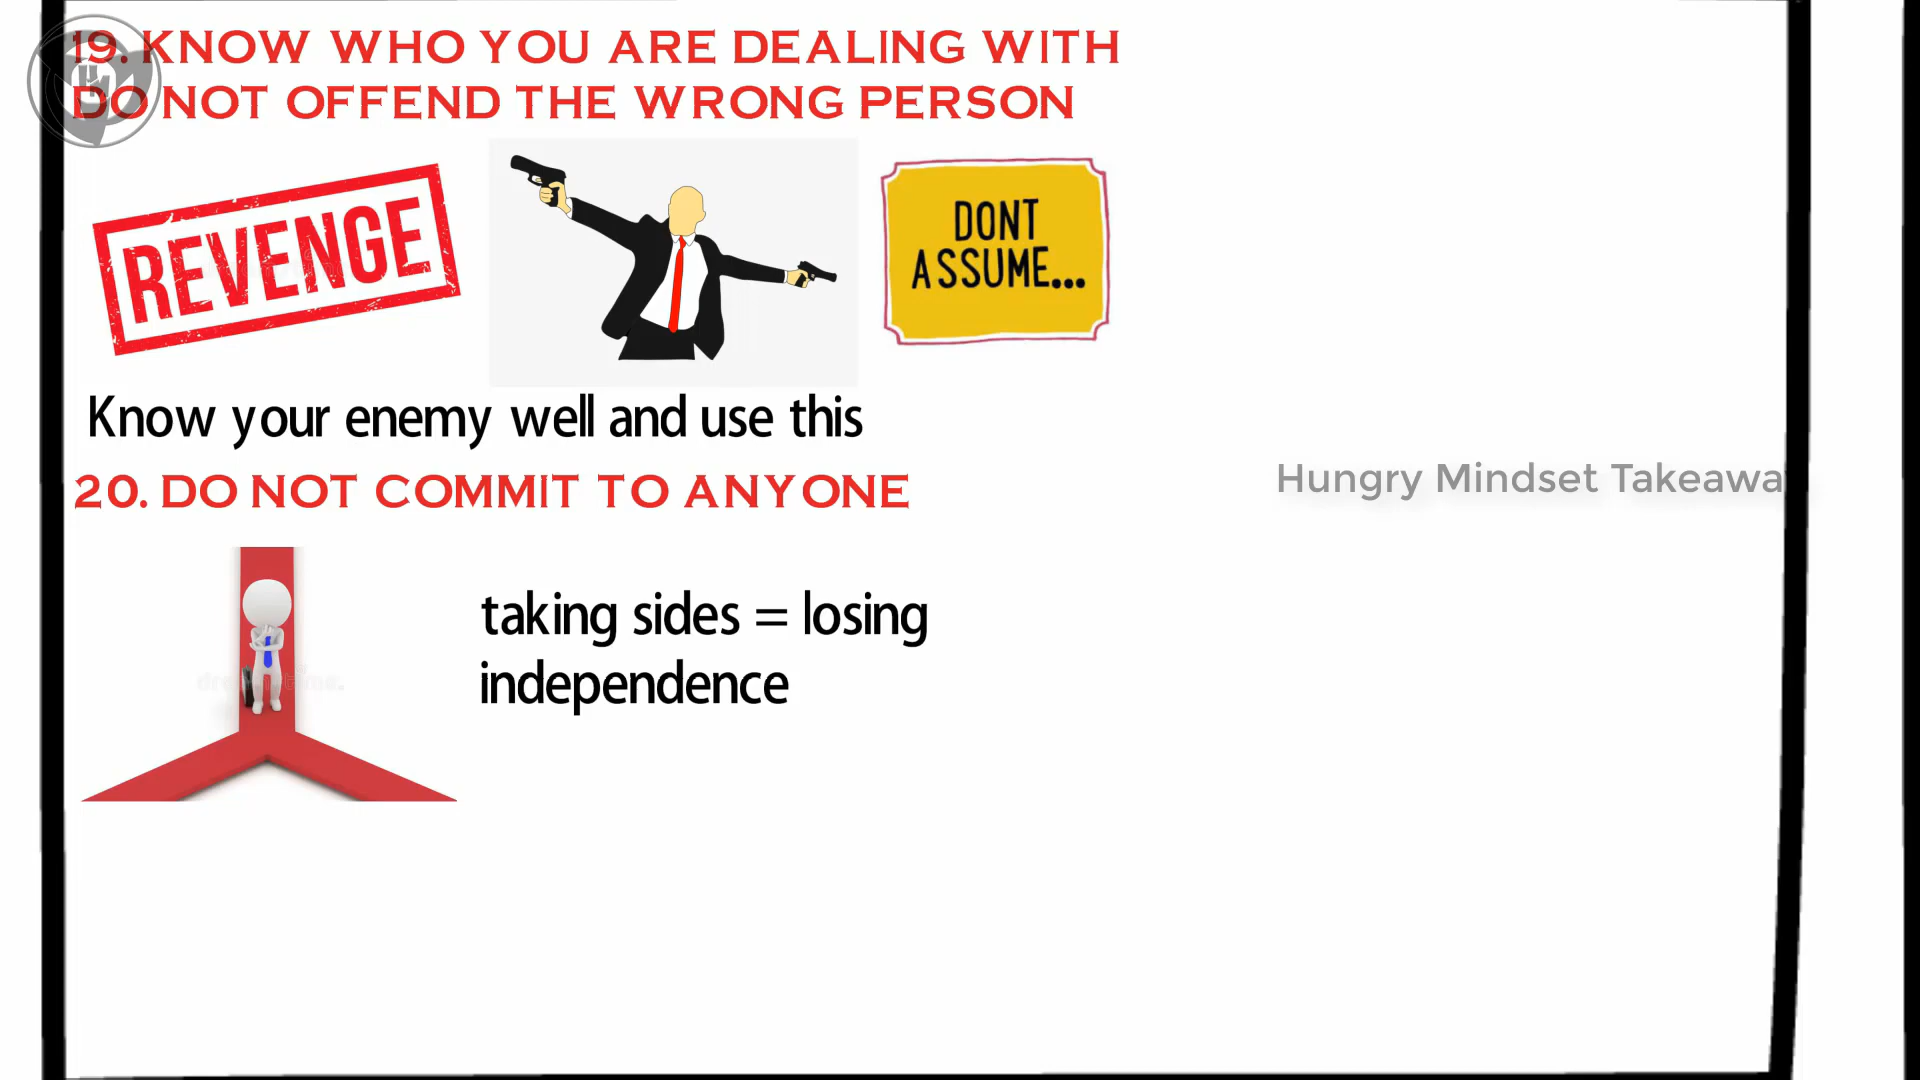 19. KNOW WHO YOU ARE DEALING WITH
DO NOT OFFEND THE WRONG PERSON
REVENGE
DONT
ASSUME...
Know your enemy well and use this
20. DO NOT COMMIT TO ANYONE
Hungry Mindset Takeawa
taking sides = losing
independence